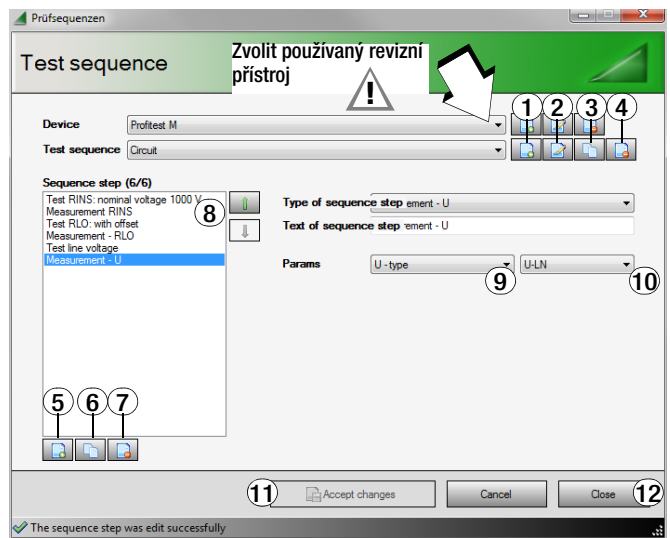 Prüfsequenzen
Test sequence
Zvolit používaný revizní
přístroj
!
1 2 3 4
Device Profitest M
Test sequence Circuit
Sequence step (6/6)
Test RINS: nominal voltage 1000 V
Measurement RINS
Test RLO: with offset
Measurement - RLO
Test line voltage
Measurement - U
8
Type of sequence step ement - U
Text of sequence step ement - U
Params U - type U-LN
9 10
5 6 7
11 Accept changes Cancel Close 12
The sequence step was edit successfully